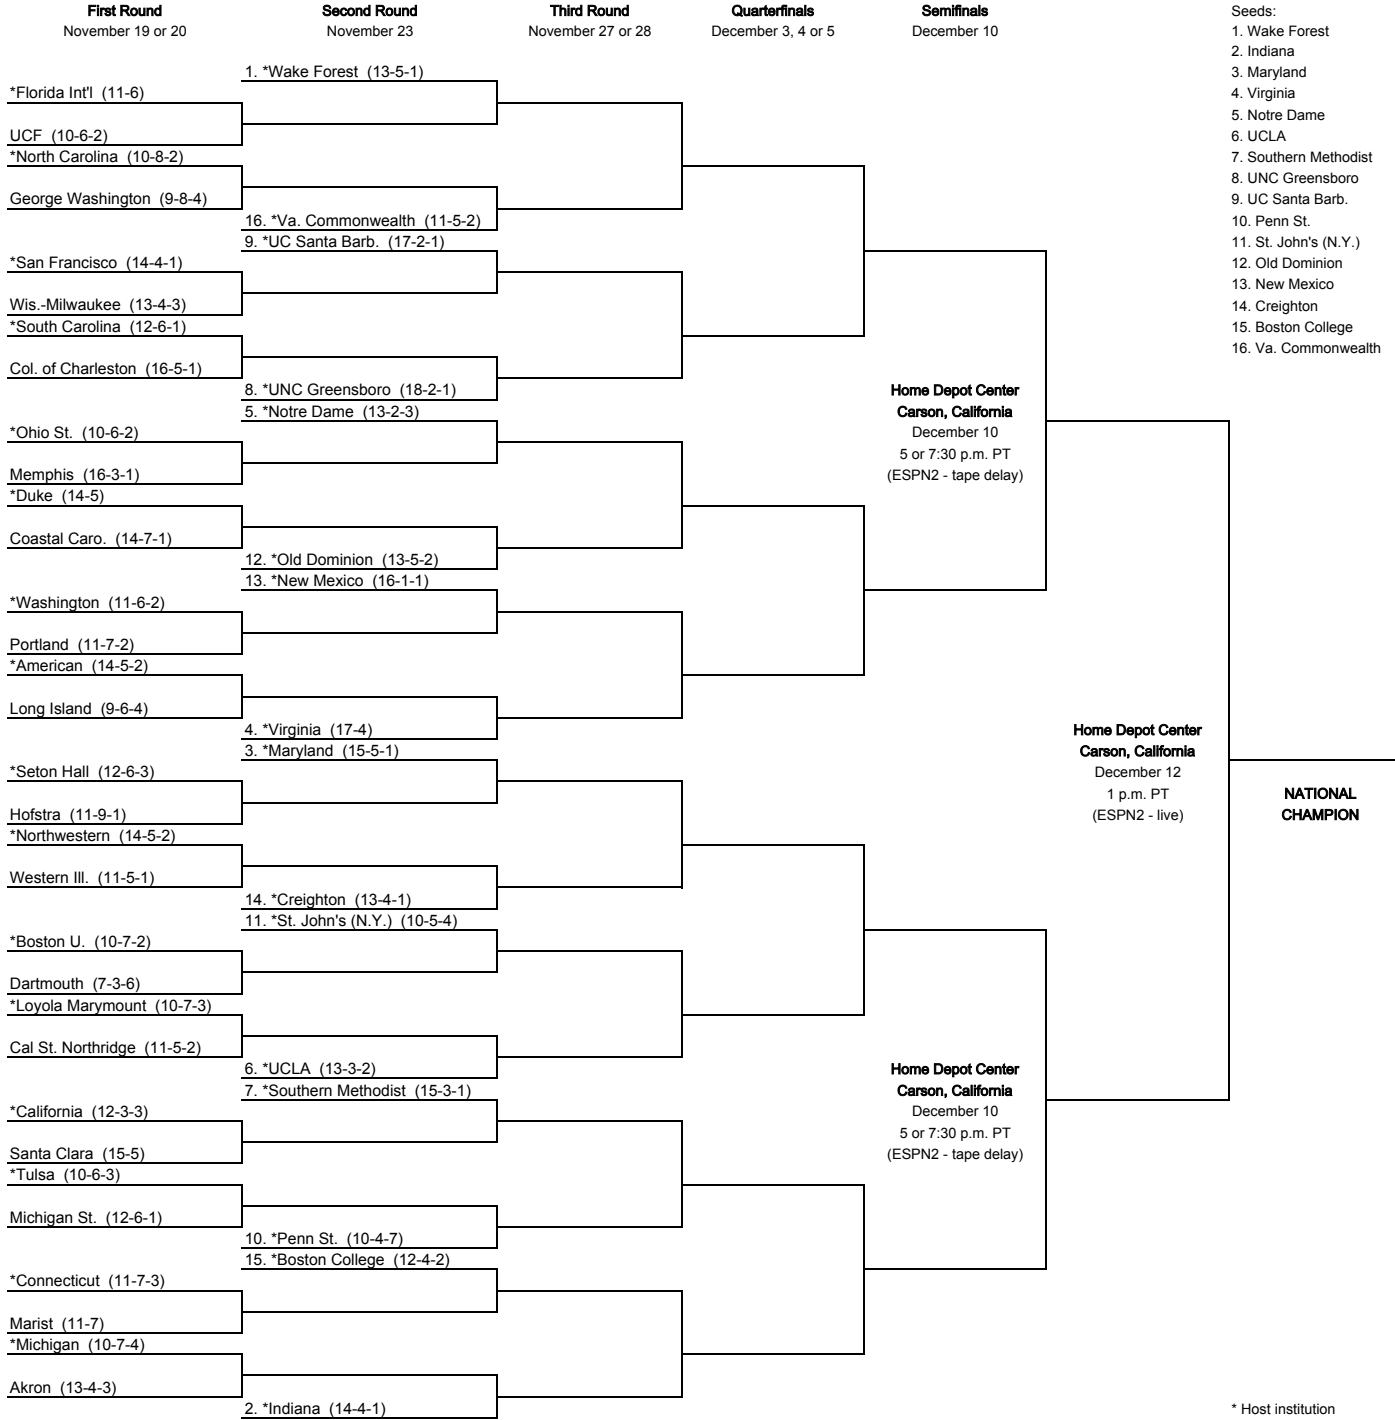 First Round
November 19 or 20
Second Round
November 23
Third Round
November 27 or 28
Quarterfinals
December 3, 4 or 5
Semifinals
December 10
Seeds:
1. Wake Forest
2. Indiana
3. Maryland
4. Virginia
5. Notre Dame
6. UCLA
7. Southern Methodist
8. UNC Greensboro
9. UC Santa Barb.
10. Penn St.
11. St. John's (N.Y.)
12. Old Dominion
13. New Mexico
14. Creighton
15. Boston College
16. Va. Commonwealth
1. *Wake Forest (13-5-1)
*Florida Int'l (11-6)
UCF (10-6-2)
*North Carolina (10-8-2)
George Washington (9-8-4)
16. *Va. Commonwealth (11-5-2)
9. *UC Santa Barb. (17-2-1)
*San Francisco (14-4-1)
Wis.-Milwaukee (13-4-3)
*South Carolina (12-6-1)
Col. of Charleston (16-5-1)
8. *UNC Greensboro (18-2-1)
5. *Notre Dame (13-2-3)
*Ohio St. (10-6-2)
Memphis (16-3-1)
*Duke (14-5)
Coastal Caro. (14-7-1)
12. *Old Dominion (13-5-2)
13. *New Mexico (16-1-1)
*Washington (11-6-2)
Portland (11-7-2)
*American (14-5-2)
Long Island (9-6-4)
4. *Virginia (17-4)
3. *Maryland (15-5-1)
*Seton Hall (12-6-3)
Hofstra (11-9-1)
*Northwestern (14-5-2)
Western Ill. (11-5-1)
14. *Creighton (13-4-1)
11. *St. John's (N.Y.) (10-5-4)
*Boston U. (10-7-2)
Dartmouth (7-3-6)
*Loyola Marymount (10-7-3)
Cal St. Northridge (11-5-2)
6. *UCLA (13-3-2)
7. *Southern Methodist (15-3-1)
*California (12-3-3)
Santa Clara (15-5)
*Tulsa (10-6-3)
Michigan St. (12-6-1)
10. *Penn St. (10-4-7)
15. *Boston College (12-4-2)
*Connecticut (11-7-3)
Marist (11-7)
*Michigan (10-7-4)
Akron (13-4-3)
2. *Indiana (14-4-1)
Home Depot Center
Carson, California
December 10
5 or 7:30 p.m. PT
(ESPN2 - tape delay)
Home Depot Center
Carson, California
December 10
5 or 7:30 p.m. PT
(ESPN2 - tape delay)
Home Depot Center
Carson, California
December 12
1 p.m. PT
(ESPN2 - live)
NATIONAL
CHAMPION
* Host institution